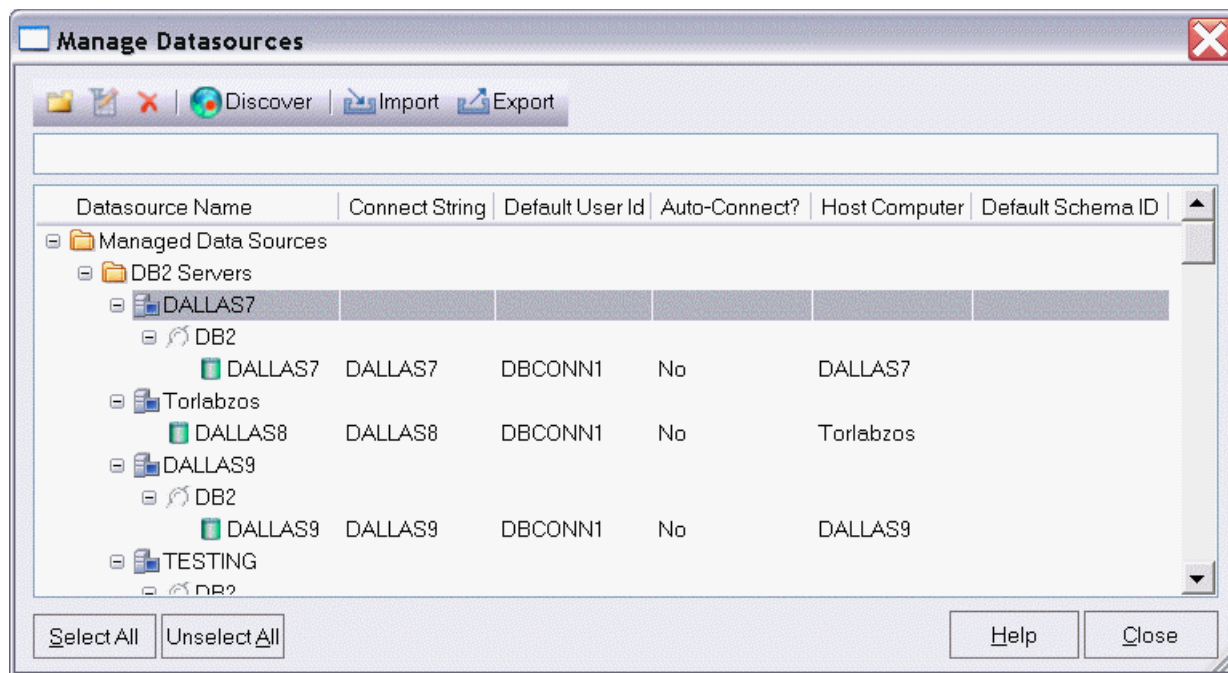 Manage Datasources
Discover Import Export
Datasource Name Connect String Default User Id Auto-Connect? Host Computer Default Schema ID
Managed Data Sources
DB2 Servers
DALLAS7
DB2
DALLAS7 DALLAS7 DBCONN1 No DALLAS7
Torlabzos
DALLAS8 DALLAS8 DBCONN1 No Torlabzos
DALLAS9
DB2
DALLAS9 DALLAS9 DBCONN1 No DALLAS9
TESTING
DB2
Select All Unselect All Help Close